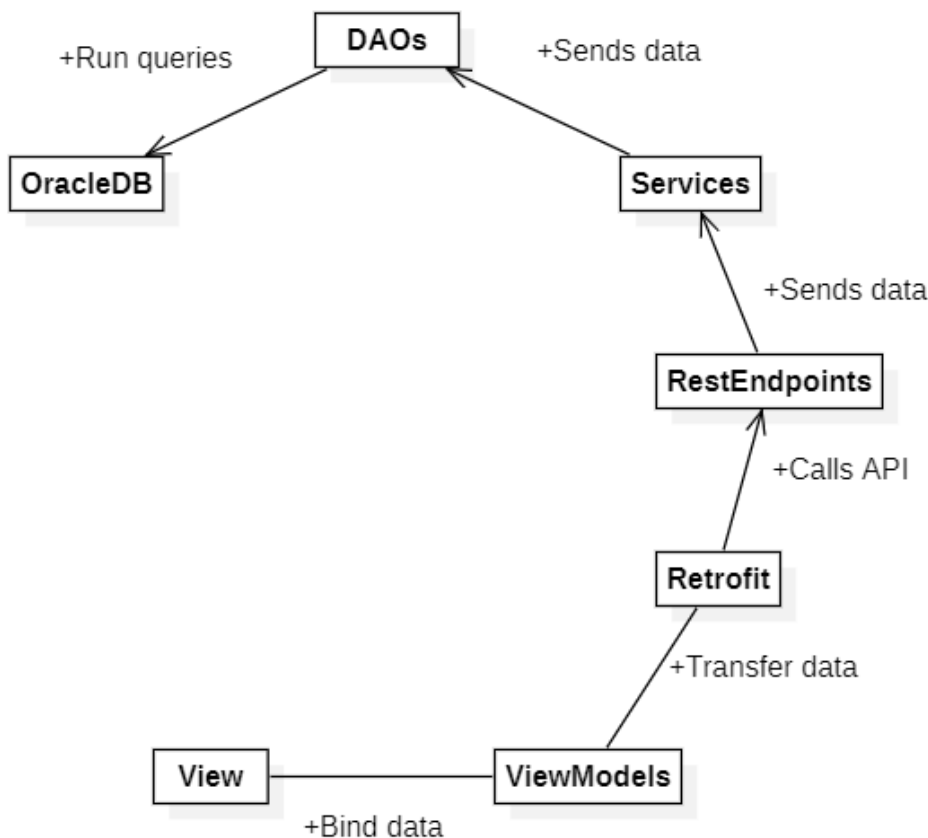 DAOs
+Run queries
+Sends data
OracleDB
Services
+Sends data
RestEndpoints
+Calls API
Retrofit
+Transfer data
View
ViewModels
+Bind data